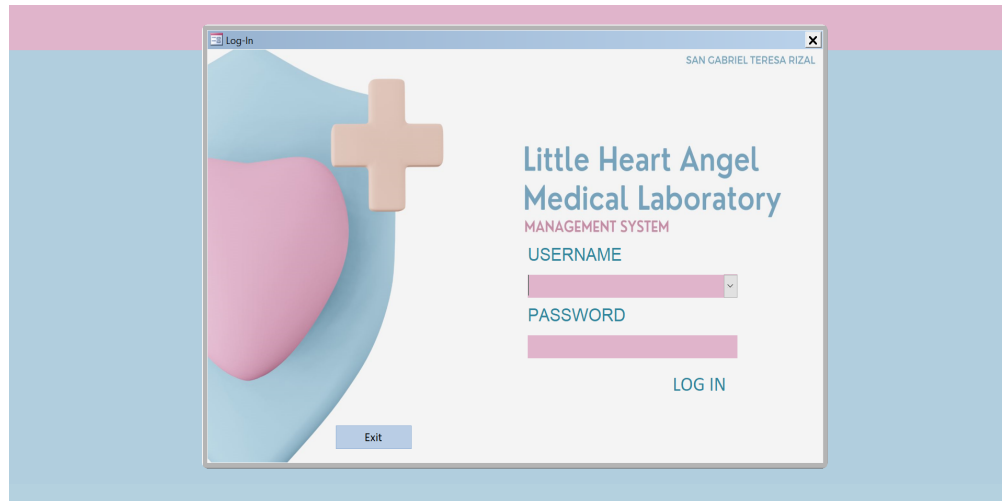 Log-In
SAN GABRIEL TERESA RIZAL
Little Heart Angel
Medical Laboratory
MANAGEMENT SYSTEM
USERNAME
PASSWORD
LOG IN
Exit